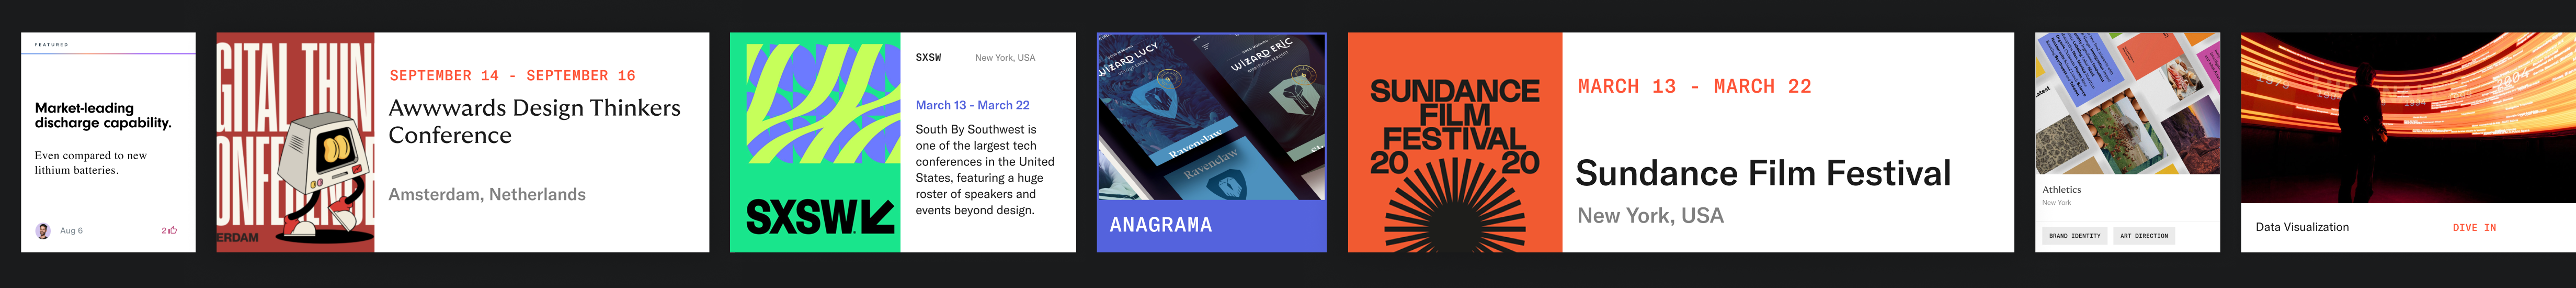 FEATURED
Market-leading
discharge capability.
Even compared to new
lithium batteries.
Aug 6
2
GITAL THIN
ONFE
ERDAM
SEPTEMBER 14 - SEPTEMBER 16
Awwwards Design Thinkers
Conference
Amsterdam, Netherlands
SXSW
SXSW
New York, USA
March 13 - March 22
South By Southwest is
one of the largest tech
conferences in the United
States, featuring a huge
roster of speakers and
events beyond design.
WIZARD LUCY
WIZARD ERIC
Ravenclaw
Ravenclaw
ANAGRAMA
SUNDANCE
FILM
FESTIVAL
20 20
MARCH 13 - MARCH 22
Sundance Film Festival
New York, USA
Latest
Athletics
New York
BRAND IDENTITY
ART DIRECTION
2004
1994
Data Visualization
DIVE IN